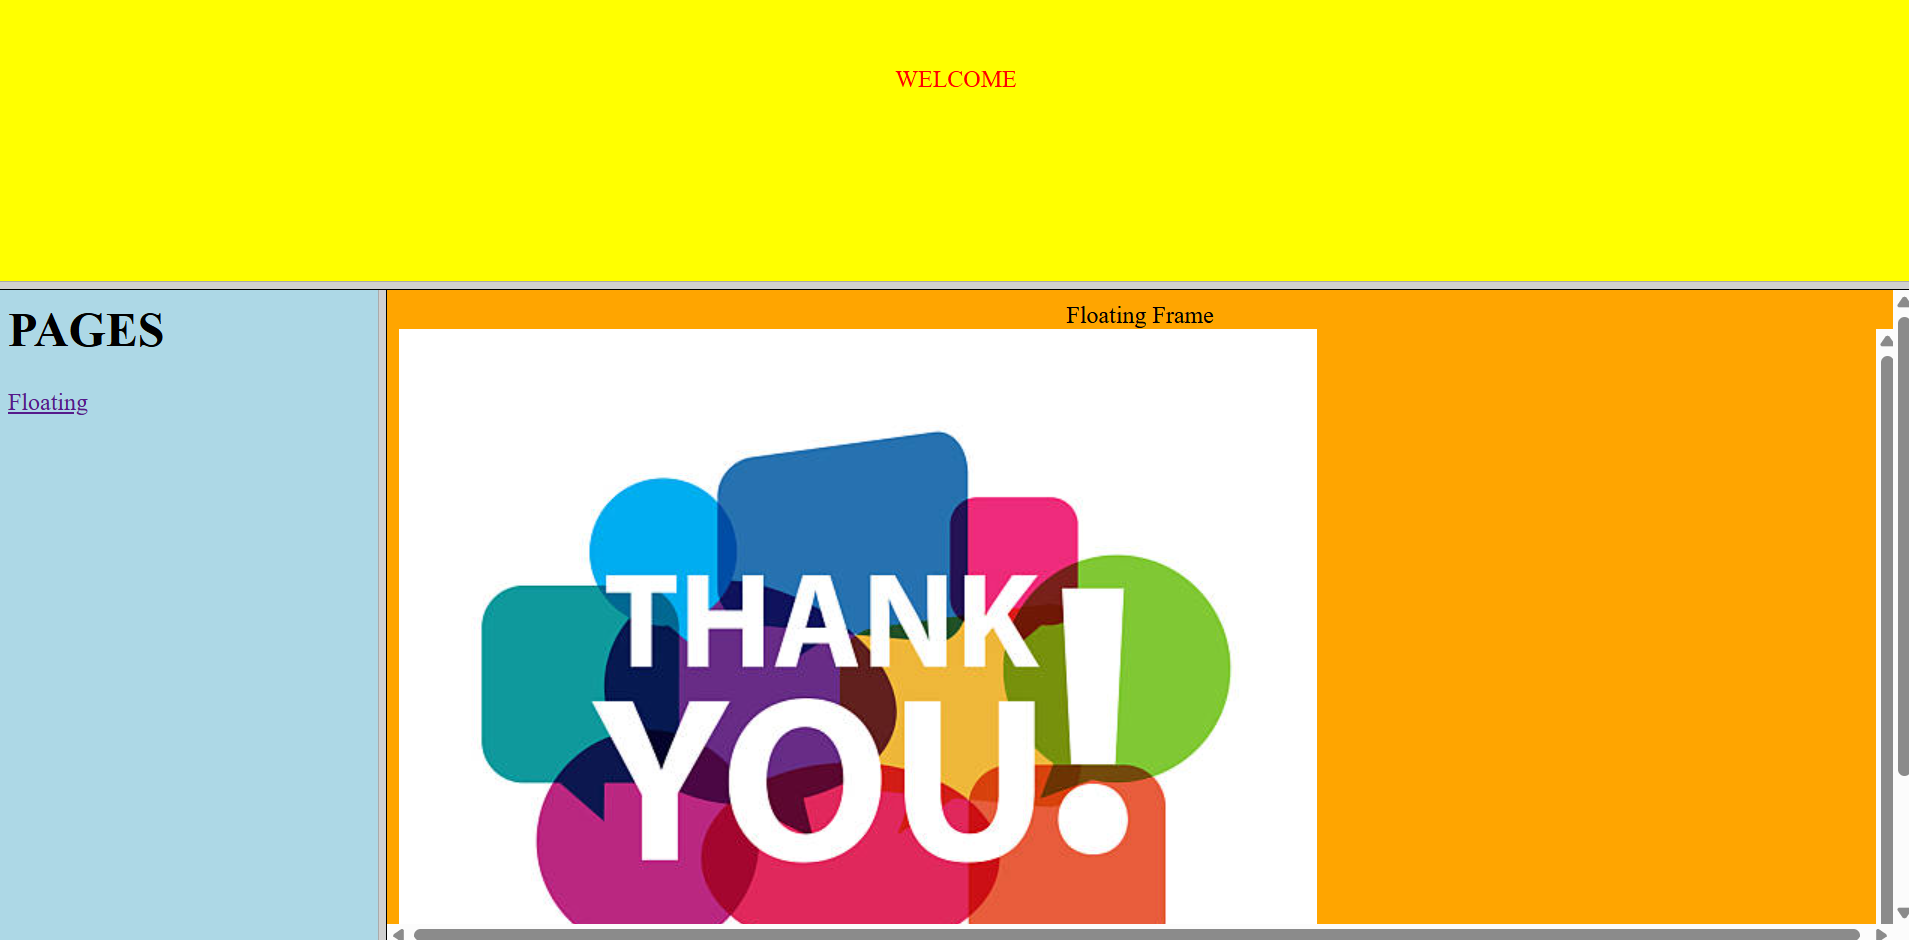 WELCOME
PAGES
Floating
Floating Frame
THANK
YOU!